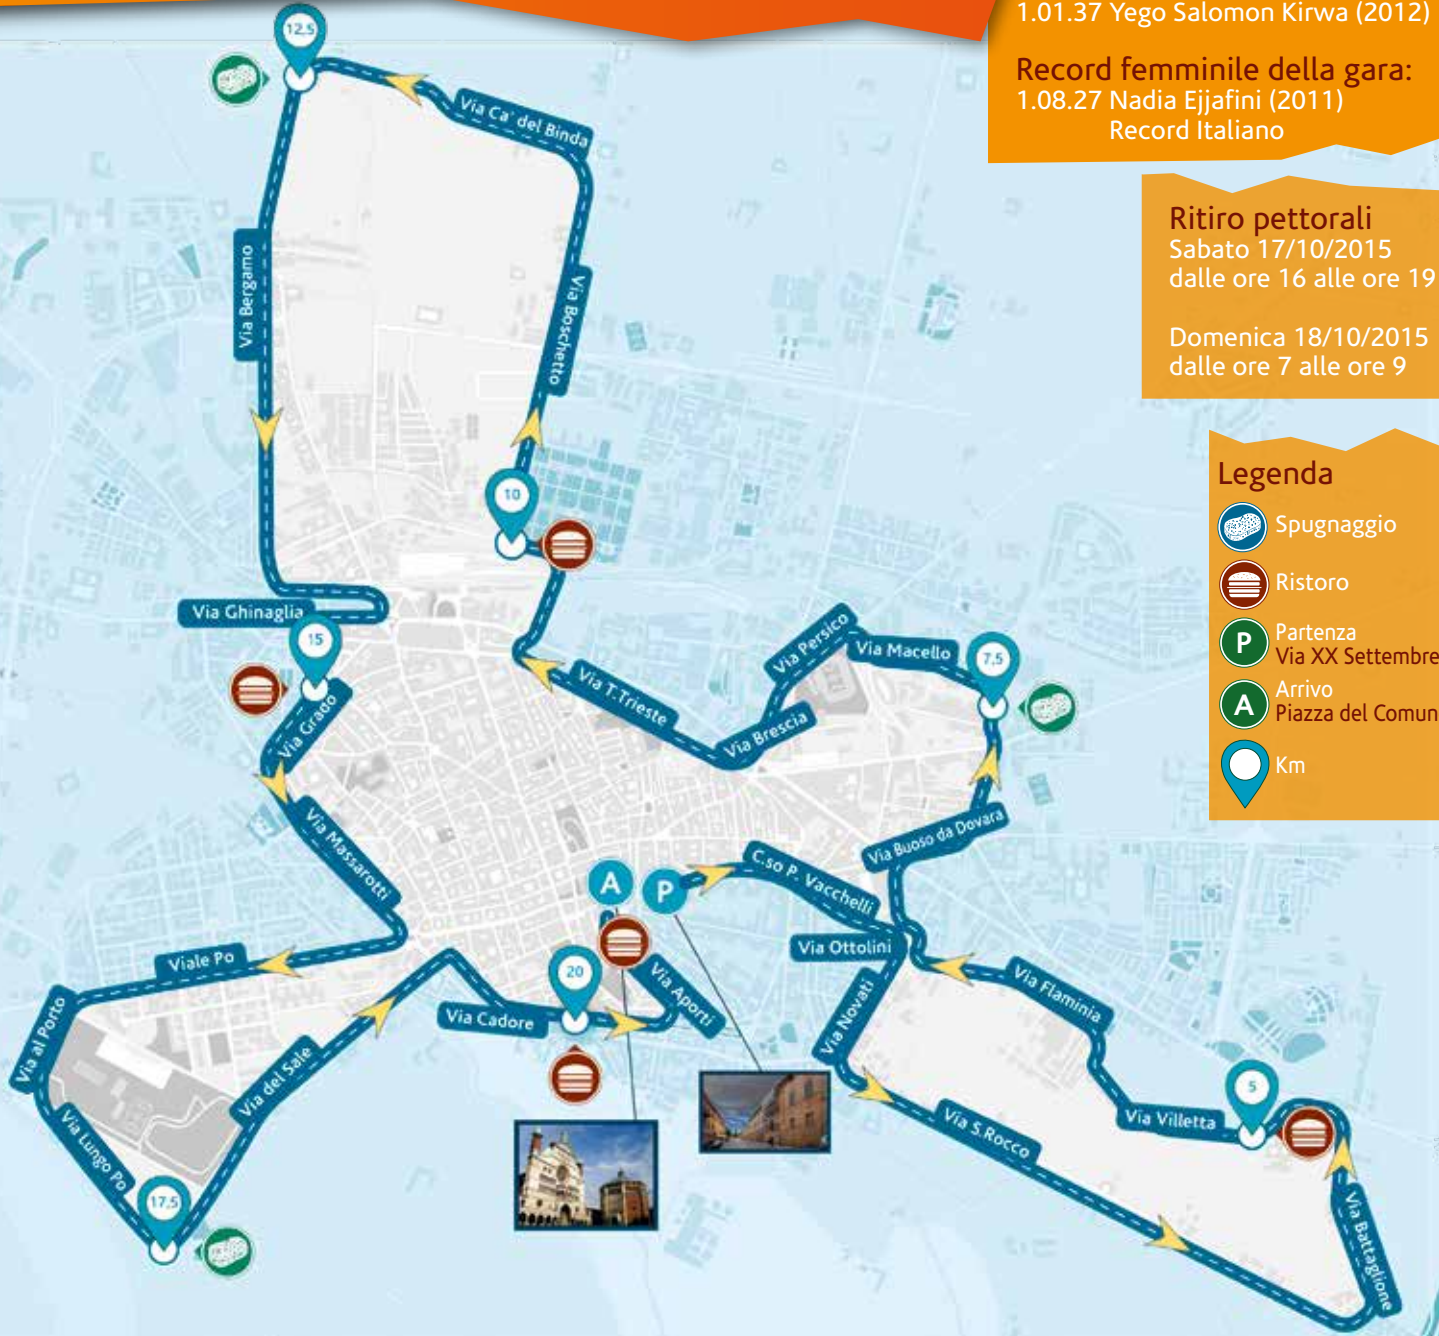 1.01.37 Yego Salomon Kirwa (2012)
Record femminile della gara:
1.08.27 Nadia Ejjafini (2011)
Record Italiano
Ritiro pettorali
Sabato 17/10/2015
dalle ore 16 alle ore 19
Domenica 18/10/2015
dalle ore 7 alle ore 9
Legenda
Spugnaggio
Ristoro
P
Partenza
Via XX Settembre
A
Arrivo
Piazza del Comun
Km
12,5
Via Ca' del Binda
Via Bergamo
Via Boschetto
10
Via Ghinaglia
15
Via Grado
Via Persico
Via Macello
7,5
Via T.Trieste
Via Brescia
Via Massarotti
Via Buoso da Dovara
A
P
C.so P. Vacchelli
Via Ottolini
Viale Po
20
Via Aporti
Via Flaminia
Via al Porto
Via Cadore
Via Novati
Via del Sale
5
Via Villetta
Via S.Rocco
Via Lungo Po
17,5
Via Battaglione